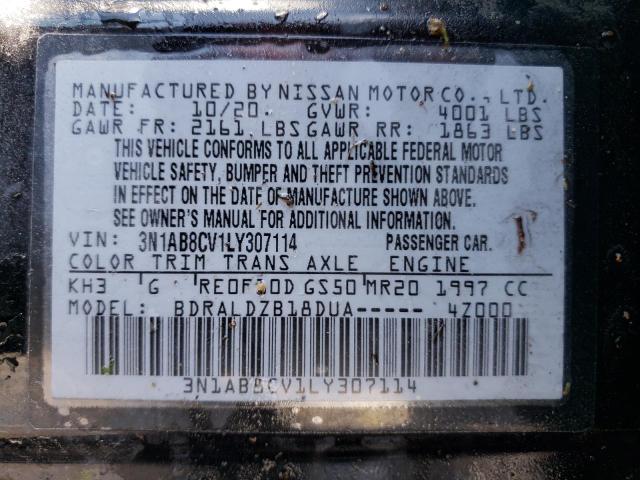 MANUFACTURED BY NISSAN MOTOR CO., LTD.
DATE: 10/20 GVWR: 4001 LBS
GAWR FR: 2161 LBS GAWR RR: 1863 LBS
THIS VEHICLE CONFORMS TO ALL APPLICABLE FEDERAL MOTOR
VEHICLE SAFETY, BUMPER AND THEFT PREVENTION STANDARDS
IN EFFECT ON THE DATE OF MANUFACTURE SHOWN ABOVE.
SEE OWNER'S MANUAL FOR ADDITIONAL INFORMATION.
VIN: 3N1AB8CV1LY307114 PASSENGER CAR
COLOR TRIM TRANS AXLE ENGINE
KH3 G GS50 MR20 1997 CC
MODEL: BDRALDZB18DUA----- 4Z000
3N1AB8CV1LY307114